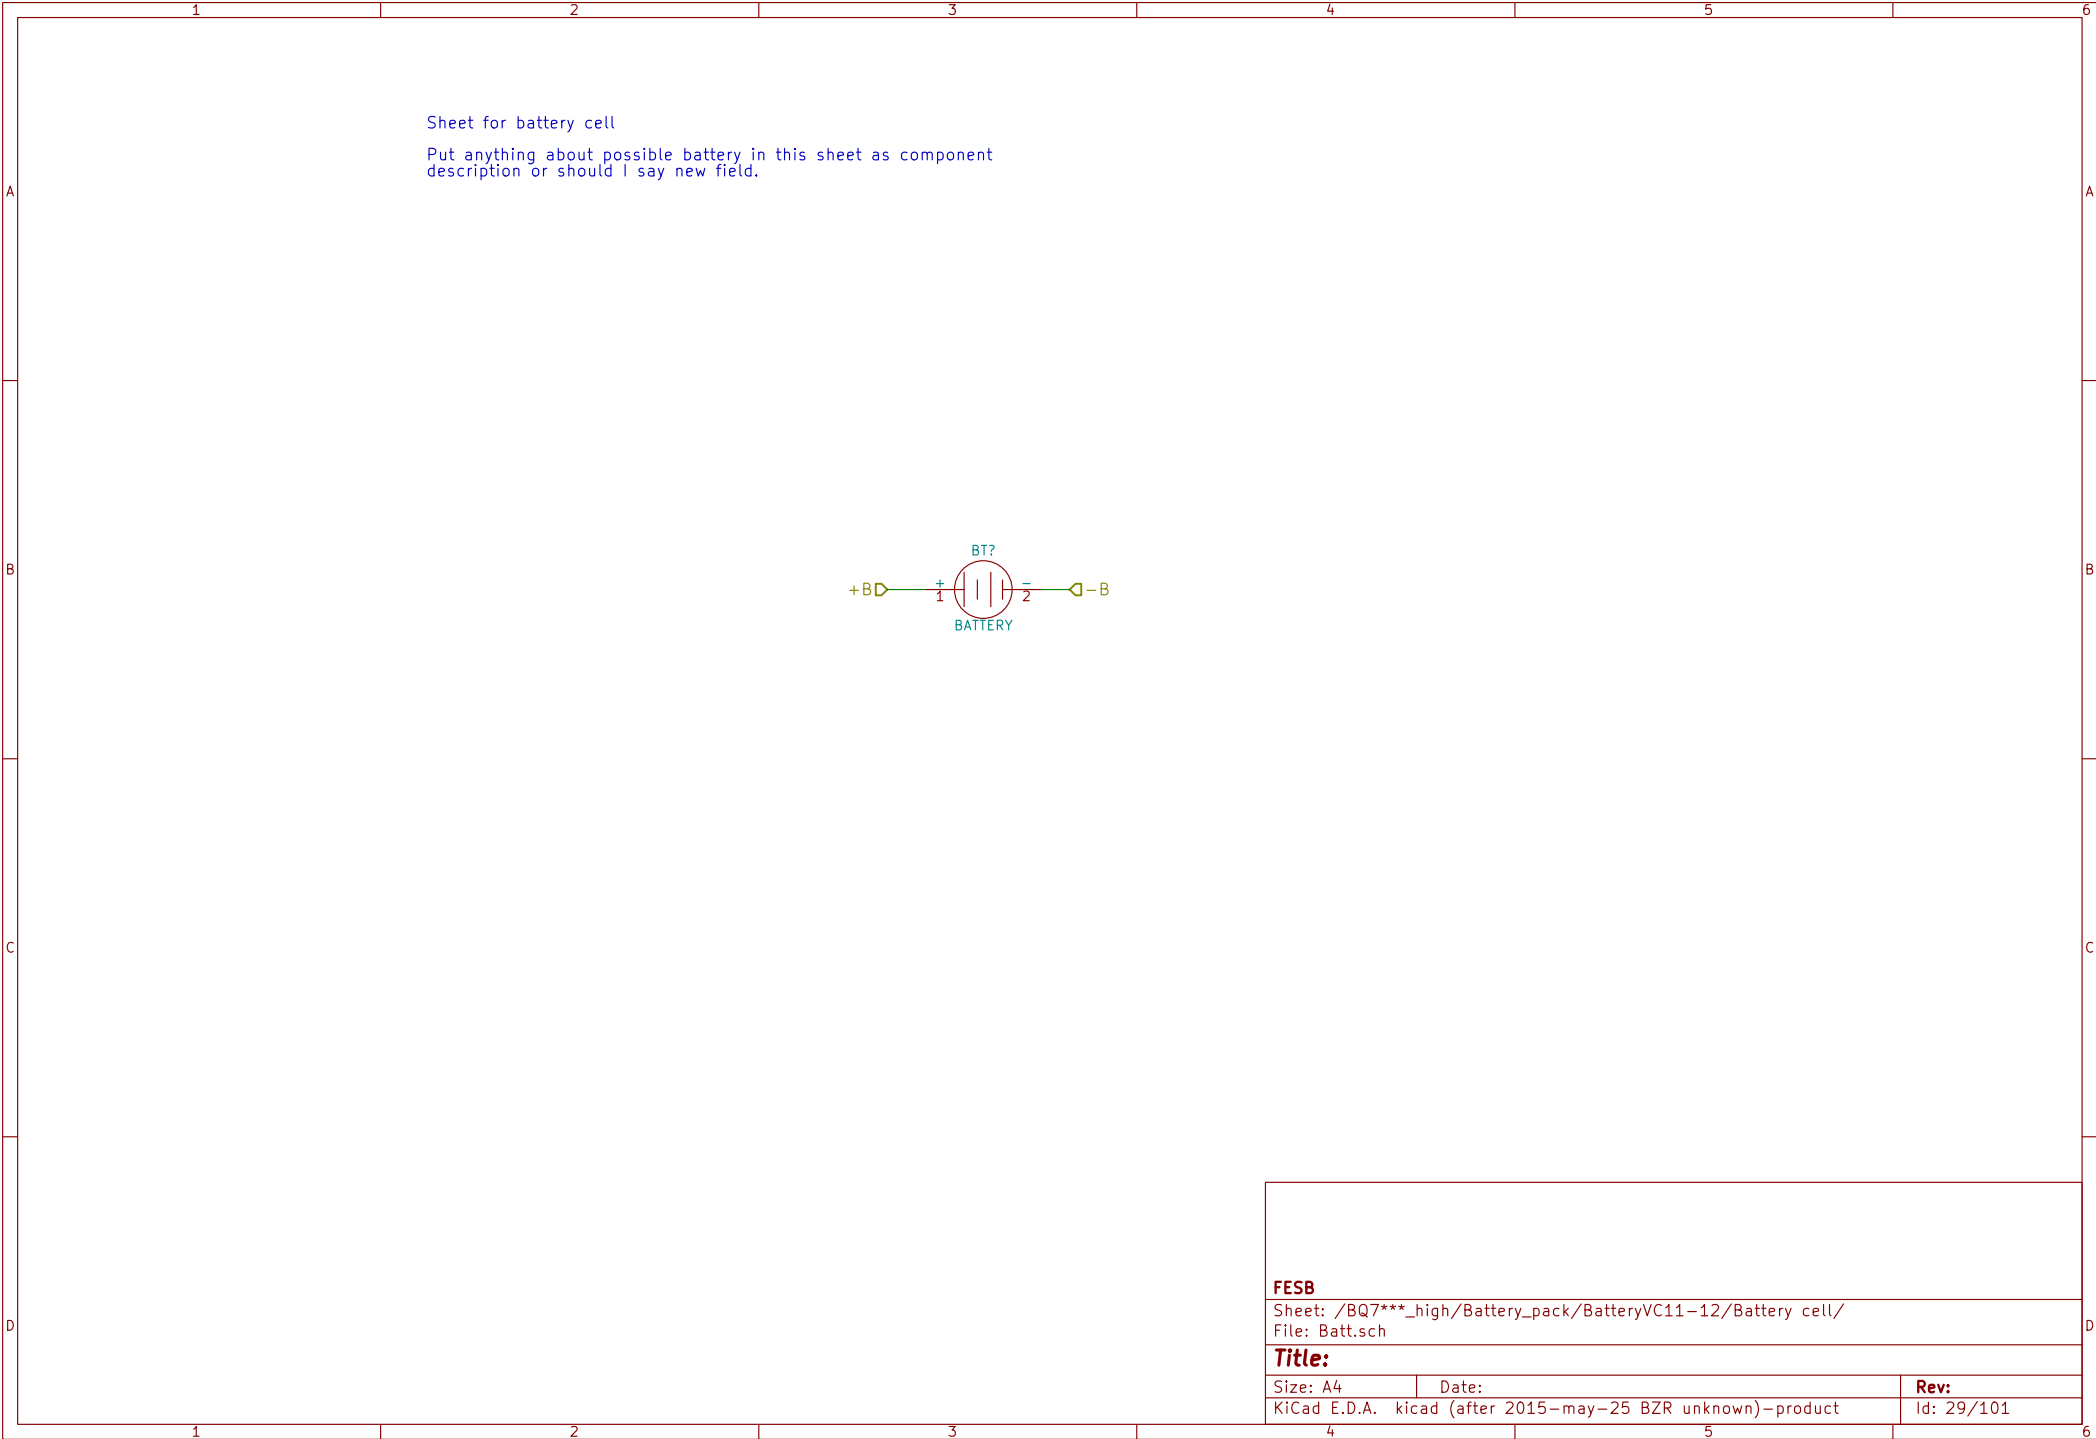 1 2 3 4 5 6
Sheet for battery cell
Put anything about possible battery in this sheet as component
description or should I say new field.
A A
BT?
B B
+B + - -B
1 2
BATTERY
C C
FESB
Sheet: /BQ7***_high/Battery_pack/BatteryVC11-12/Battery cell/
File: Batt.sch
D D
Title:
Size: A4 Date: Rev:
KiCad E.D.A. kicad (after 2015-may-25 BZR unknown)-product Id: 29/101
1 2 3 4 5 6